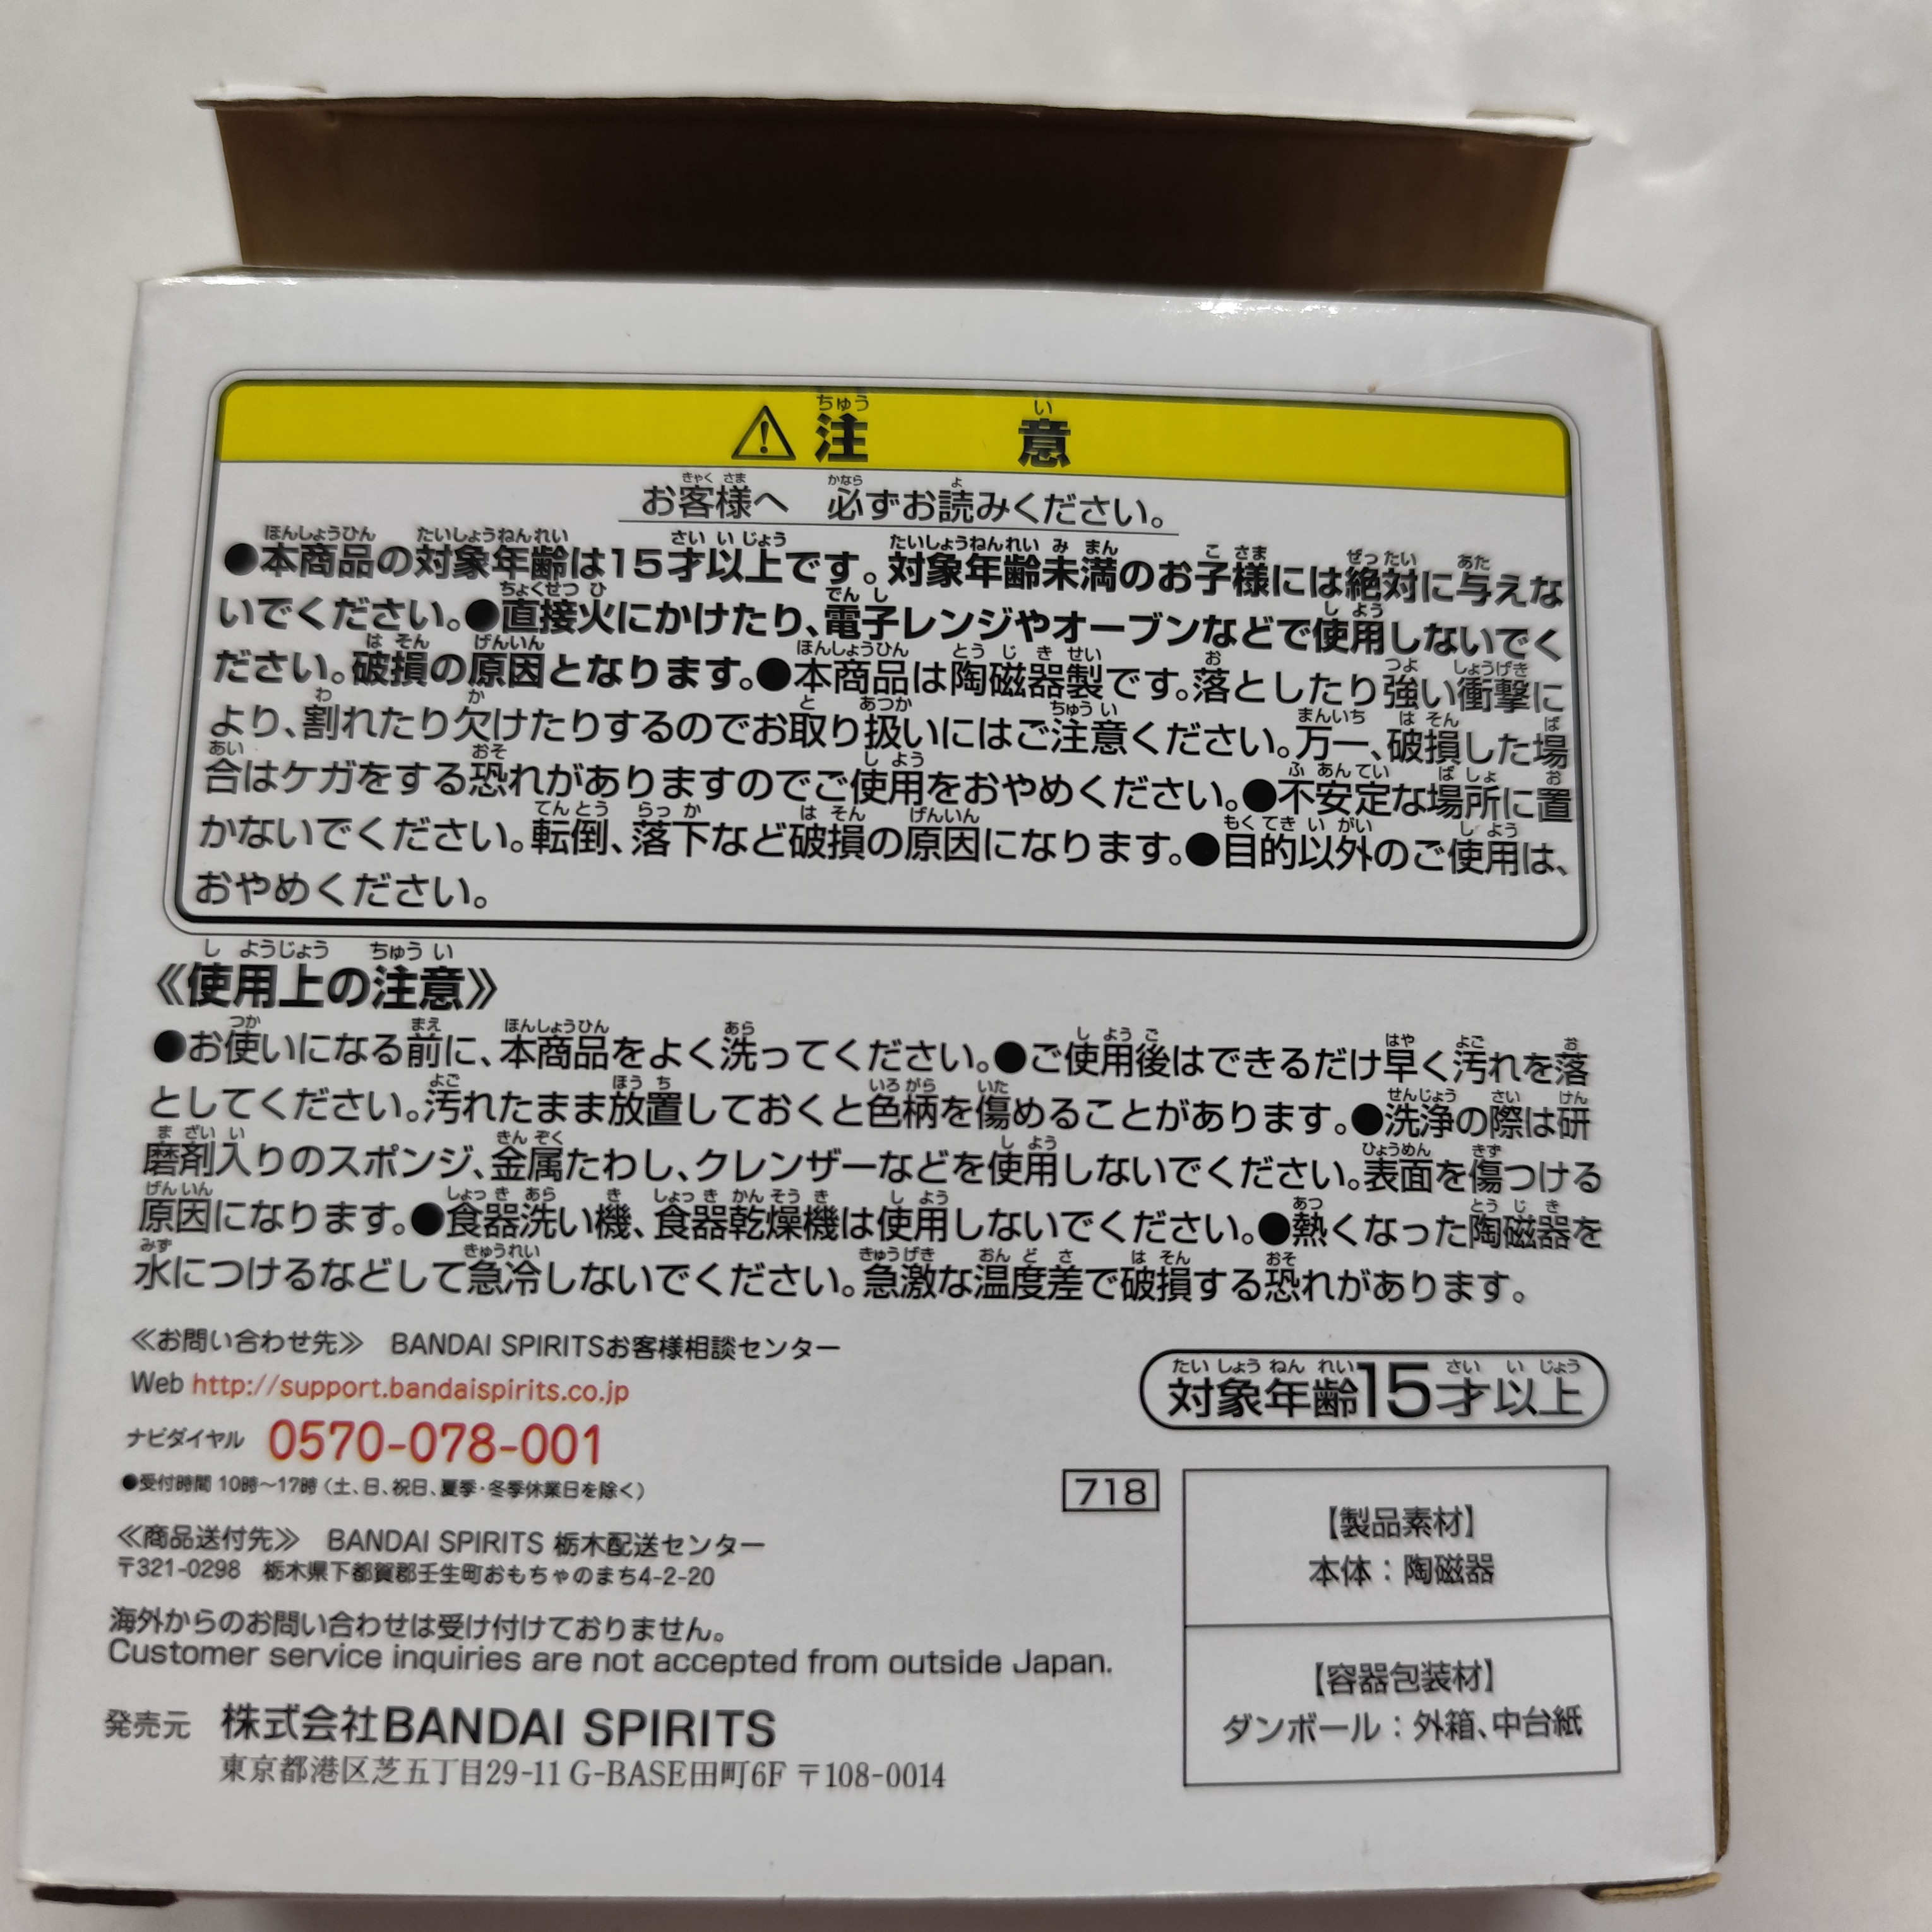 ⚠注意
お客様へ 必ずお読みください。
●本商品の対象年齢は15才以上です。対象年齢未満のお子様には絶対に与えな
いでください。●直接火にかけたり、電子レンジやオーブンなどで使用しないでく
ださい。破損の原因となります。●本商品は陶磁器製です。落としたり強い衝撃に
より、割れたり欠けたりするのでお取り扱いにはご注意ください。万一、破損した場
合はケガをする恐れがありますのでご使用をおやめください。●不安定な場所に置
かないでください。転倒、落下など破損の原因になります。●目的以外のご使用は、
おやめください。
《使用上の注意》
●お使いになる前に、本商品をよく洗ってください。●ご使用後はできるだけ早く汚れを落
としてください。汚れたまま放置しておくと色柄を傷めることがあります。●洗浄の際は研
磨剤入りのスポンジ、金属たわし、クレンザーなどを使用しないでください。表面を傷つける
原因になります。●食器洗い機、食器乾燥機は使用しないでください。●熱くなった陶磁器を
水につけるなどして急冷しないでください。急激な温度差で破損する恐れがあります。
≪お問い合わせ先≫ BANDAI SPIRITSお客様相談センター
Web http://support.bandaispirits.co.jp
ナビダイヤル 0570-078-001
●受付時間 10時～17時（土、日、祝日、夏季・冬季休業日を除く）
≪商品送付先≫ BANDAI SPIRITS 栃木配送センター
〒321-0298 栃木県下都賀郡壬生町おもちゃのまち4-2-20
海外からのお問い合わせは受け付けておりません。
Customer service inquiries are not accepted from outside Japan.
発売元 株式会社BANDAI SPIRITS
東京都港区芝五丁目29-11 G-BASE田町6F 〒108-0014
対象年齢15才以上
718
【製品素材】
本体：陶磁器
【容器包装材】
ダンボール：外箱、中台紙